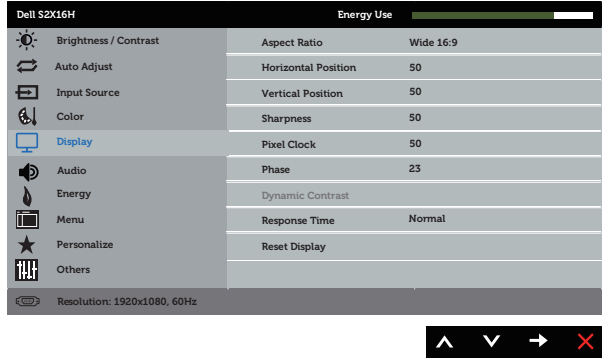 Dell S2X16H Energy Use
Brightness / Contrast
Auto Adjust
Input Source
Color
Display
Audio
Energy
Menu
Personalize
Others
Aspect Ratio Wide 16:9
Horizontal Position 50
Vertical Position 50
Sharpness 50
Pixel Clock 50
Phase 23
Dynamic Contrast
Response Time Normal
Reset Display
Resolution: 1920x1080, 60Hz